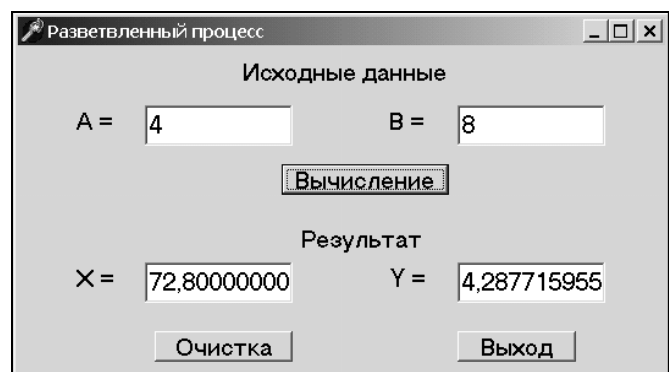 Разветвленный процесс
Исходные данные
A = 4 B = 8
Вычисление
Результат
X = 72,80000000 Y = 4,287715955
Очистка Выход